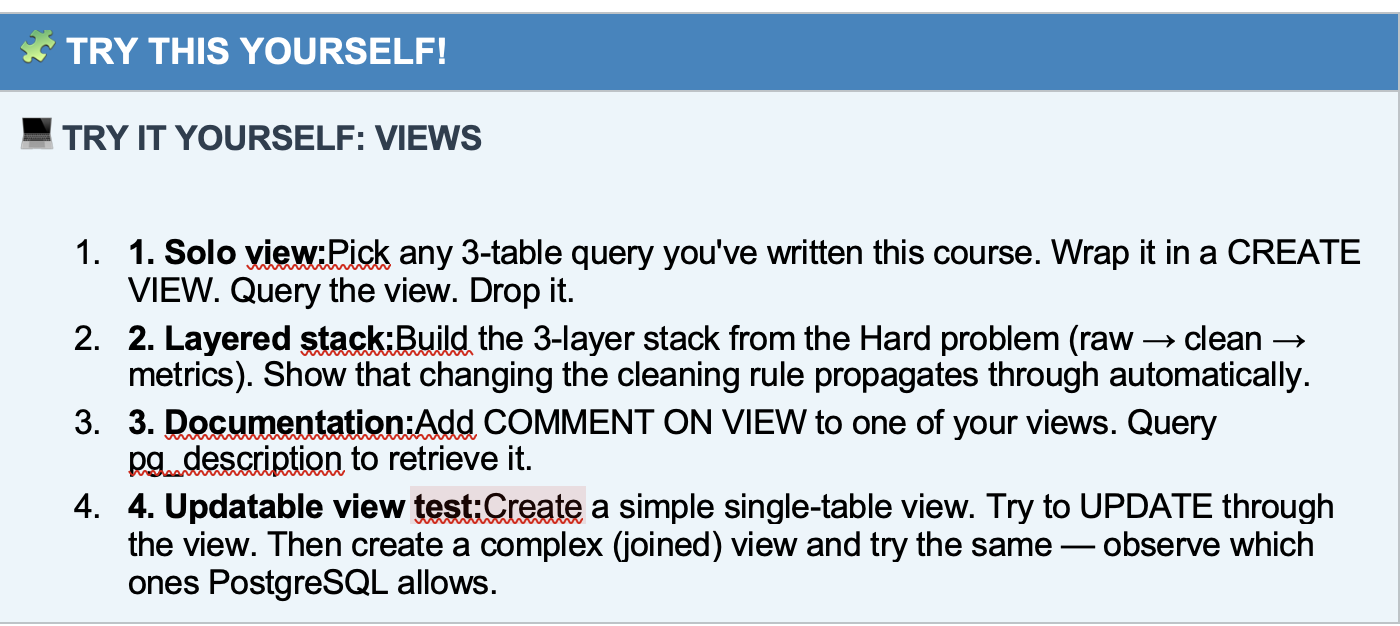 TRY THIS YOURSELF!
TRY IT YOURSELF: VIEWS
1. 1. Solo view:Pick any 3-table query you've written this course. Wrap it in a CREATE
VIEW. Query the view. Drop it.
2. 2. Layered stack:Build the 3-layer stack from the Hard problem (raw → clean →
metrics). Show that changing the cleaning rule propagates through automatically.
3. 3. Documentation:Add COMMENT ON VIEW to one of your views. Query
pg_description to retrieve it.
4. 4. Updatable view test:Create a simple single-table view. Try to UPDATE through
the view. Then create a complex (joined) view and try the same — observe which
ones PostgreSQL allows.